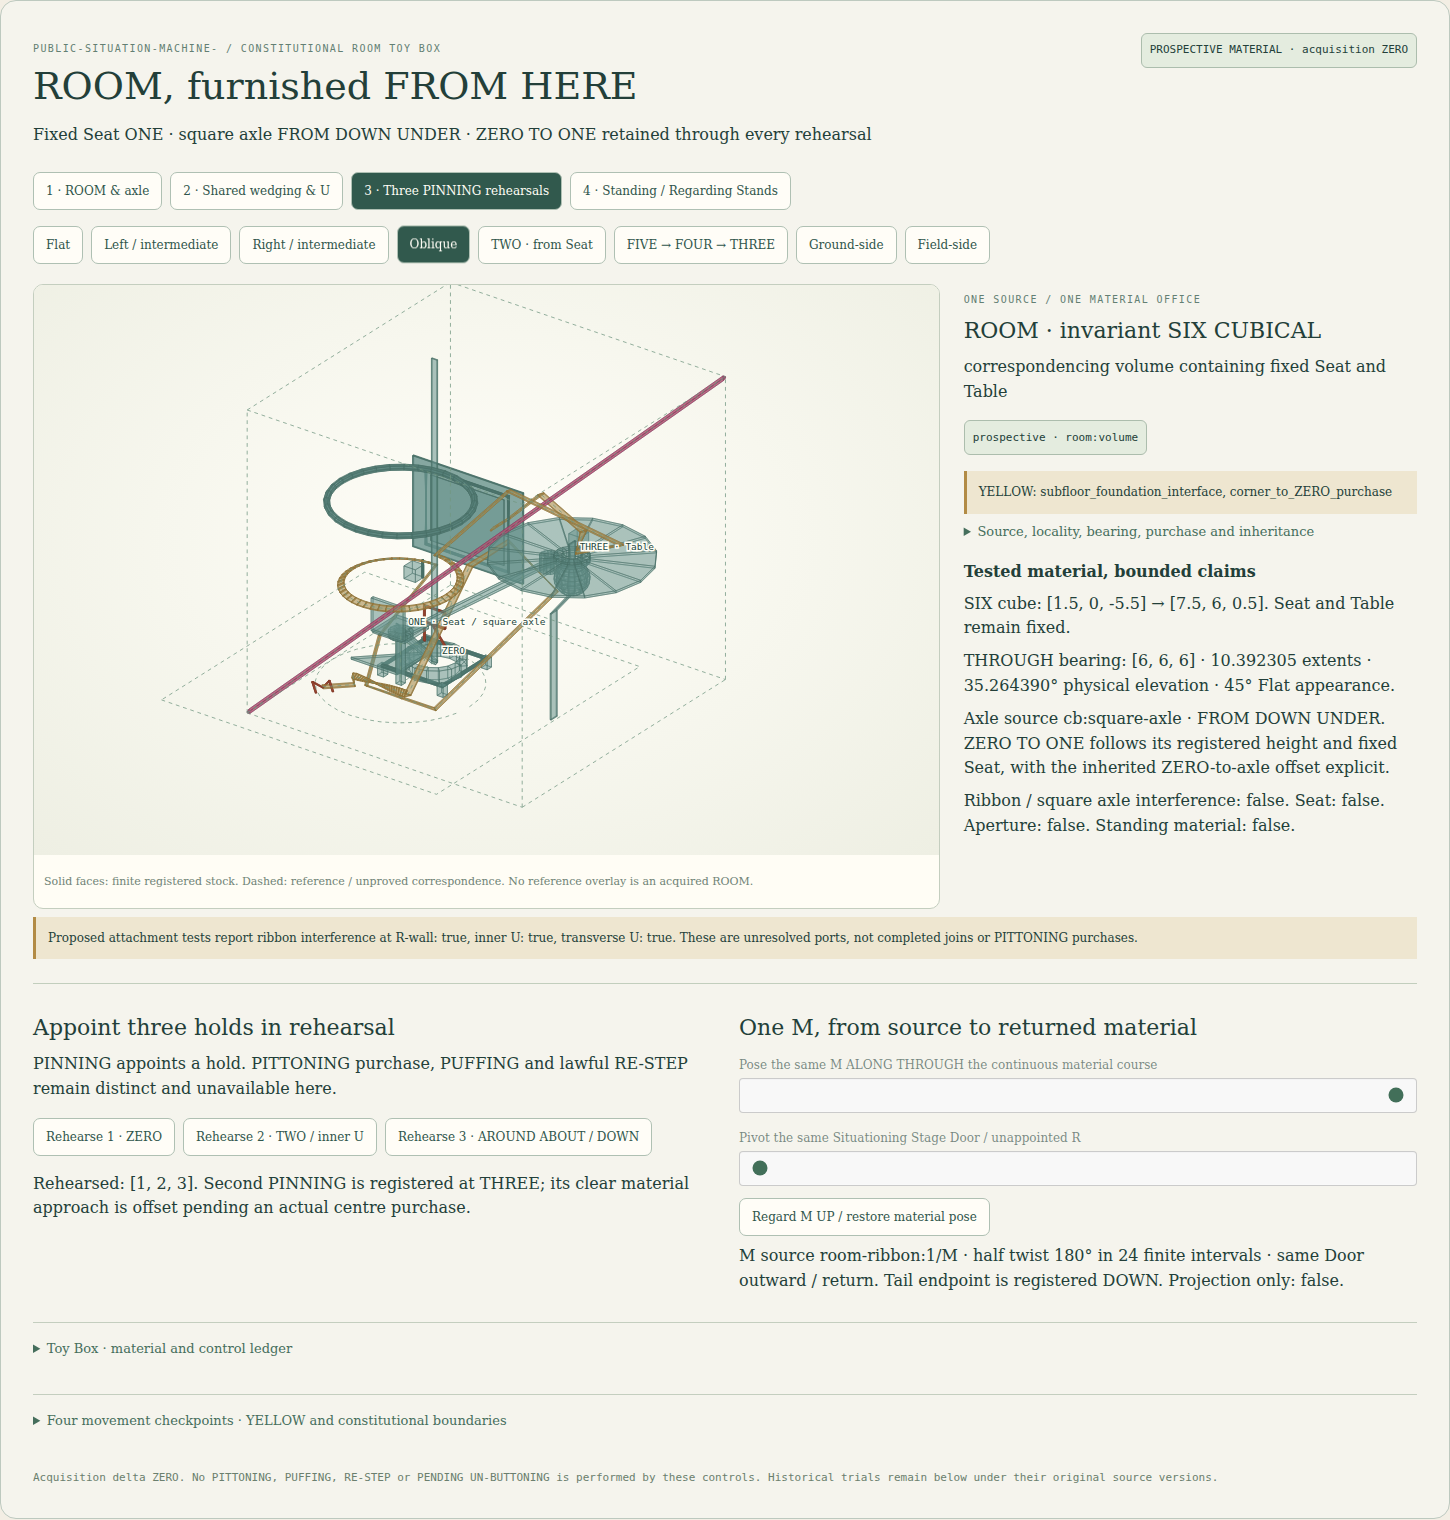 PUBLIC-SITUATION-MACHINE- / CONSTITUTIONAL ROOM TOY BOX
PROSPECTIVE MATERIAL · acquisition ZERO
ROOM, furnished FROM HERE
Fixed Seat ONE · square axle FROM DOWN UNDER · ZERO TO ONE retained through every rehearsal
1 · ROOM & axle
2 · Shared wedging & U
3 · Three PINNING rehearsals
4 · Standing / Regarding Stands
Flat
Left / intermediate
Right / intermediate
Oblique
TWO · from Seat
FIVE → FOUR → THREE
Ground-side
Field-side
THREE · Table
ONE · Seat / square axle
ZERO
Solid faces: finite registered stock. Dashed: reference / unproved correspondence. No reference overlay is an acquired ROOM.
ONE SOURCE / ONE MATERIAL OFFICE
ROOM · invariant SIX CUBICAL
correspondencing volume containing fixed Seat and
Table
prospective · room:volume
YELLOW: subfloor_foundation_interface, corner_to_ZERO_purchase
▶ Source, locality, bearing, purchase and inheritance
Tested material, bounded claims
SIX cube: [1.5, 0, -5.5] → [7.5, 6, 0.5]. Seat and Table
remain fixed.
THROUGH bearing: [6, 6, 6] · 10.392305 extents ·
35.264390° physical elevation · 45° Flat appearance.
Axle source cb:square-axle · FROM DOWN UNDER.
ZERO TO ONE follows its registered height and fixed
Seat, with the inherited ZERO-to-axle offset explicit.
Ribbon / square axle interference: false. Seat: false.
Aperture: false. Standing material: false.
Proposed attachment tests report ribbon interference at R-wall: true, inner U: true, transverse U: true. These are unresolved ports, not completed joins or PITTONING purchases.
Appoint three holds in rehearsal
PINNING appoints a hold. PITTONING purchase, PUFFING and lawful RE-STEP
remain distinct and unavailable here.
Rehearse 1 · ZERO
Rehearse 2 · TWO / inner U
Rehearse 3 · AROUND ABOUT / DOWN
Rehearsed: [1, 2, 3]. Second PINNING is registered at THREE; its clear material
approach is offset pending an actual centre purchase.
One M, from source to returned material
Pose the same M ALONG THROUGH the continuous material course
Pivot the same Situationing Stage Door / unappointed R
Regard M UP / restore material pose
M source room-ribbon:1/M · half twist 180° in 24 finite intervals · same Door
outward / return. Tail endpoint is registered DOWN. Projection only: false.
▶ Toy Box · material and control ledger
▶ Four movement checkpoints · YELLOW and constitutional boundaries
Acquisition delta ZERO. No PITTONING, PUFFING, RE-STEP or PENDING UN-BUTTONING is performed by these controls. Historical trials remain below under their original source versions.